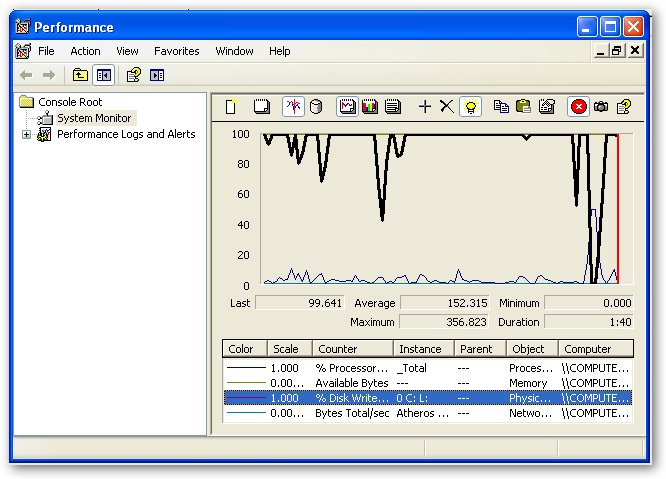 Performance
File Action View Favorites Window Help
Console Root
System Monitor
Performance Logs and Alerts
100
80
60
40
20
0
Last 99.641 Average 152.315 Minimum 0.000
Maximum 356.823 Duration 1:40
Color Scale Counter Instance Parent Object Computer
1.000 % Processor... _Total --- Proces... \\COMPUTE...
0.00... Available Bytes --- --- Memory \\COMPUTE...
1.000 % Disk Write... 0 C: L: --- Physic... \\COMPUTE...
0.00... Bytes Total/sec Atheros ... --- Netwo... \\COMPUTE...